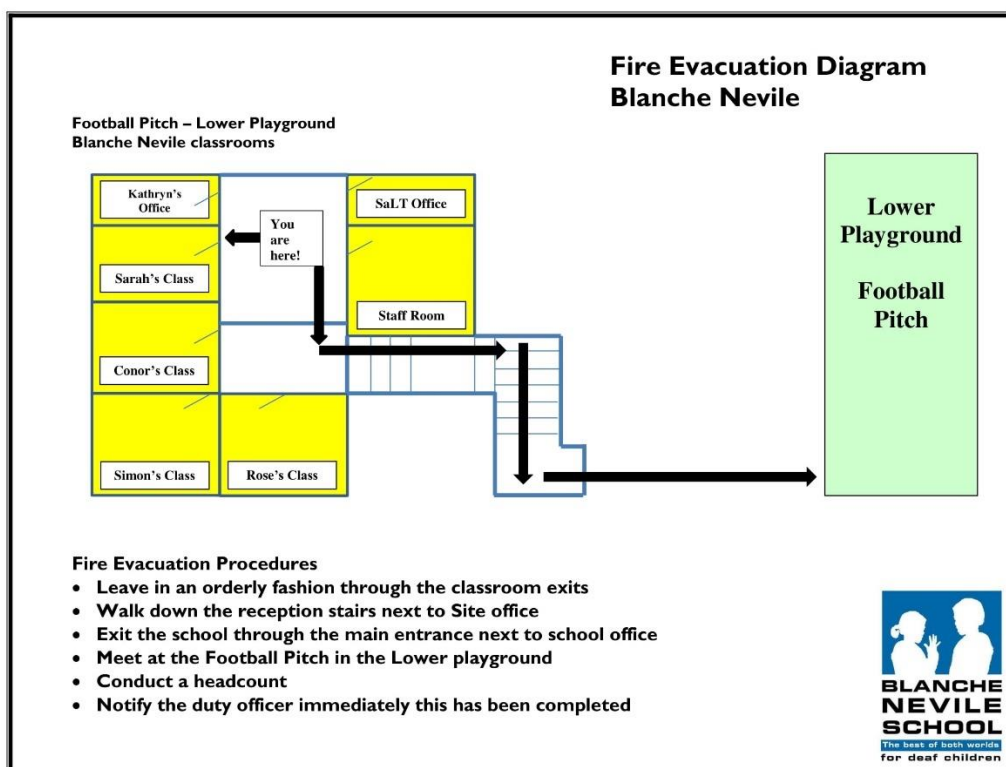 Fire Evacuation Diagram
Blanche Nevile
Football Pitch – Lower Playground
Blanche Nevile classrooms
Kathryn's
Office
SaLT Office
You
are
here!
Sarah's Class
Staff Room
Conor's Class
Simon's Class
Rose's Class
Lower
Playground
Football
Pitch
Fire Evacuation Procedures
• Leave in an orderly fashion through the classroom exits
• Walk down the reception stairs next to Site office
• Exit the school through the main entrance next to school office
• Meet at the Football Pitch in the Lower playground
• Conduct a headcount
• Notify the duty officer immediately this has been completed
BLANCHE
NEVILE
SCHOOL
The best of both worlds
for deaf children